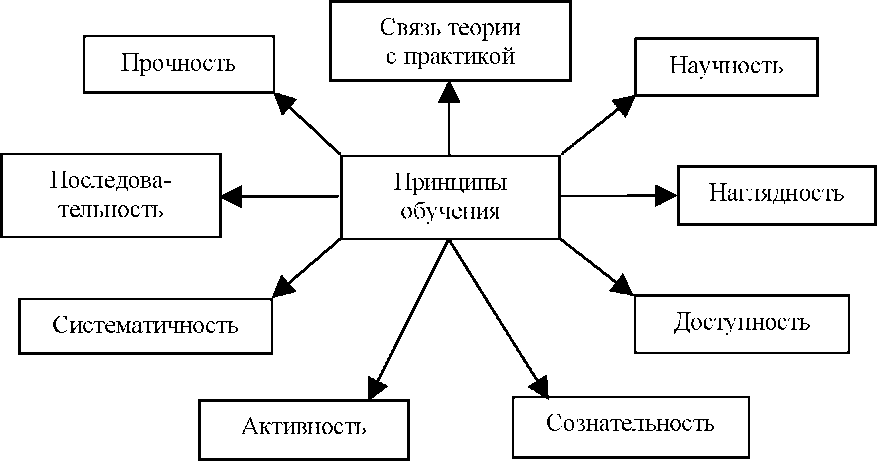 Связь теории
с практикой
Прочность
Научность
Последова-
тельность
Принципы
обучения
Наглядность
Систематичность
Доступность
Активность
Сознательность